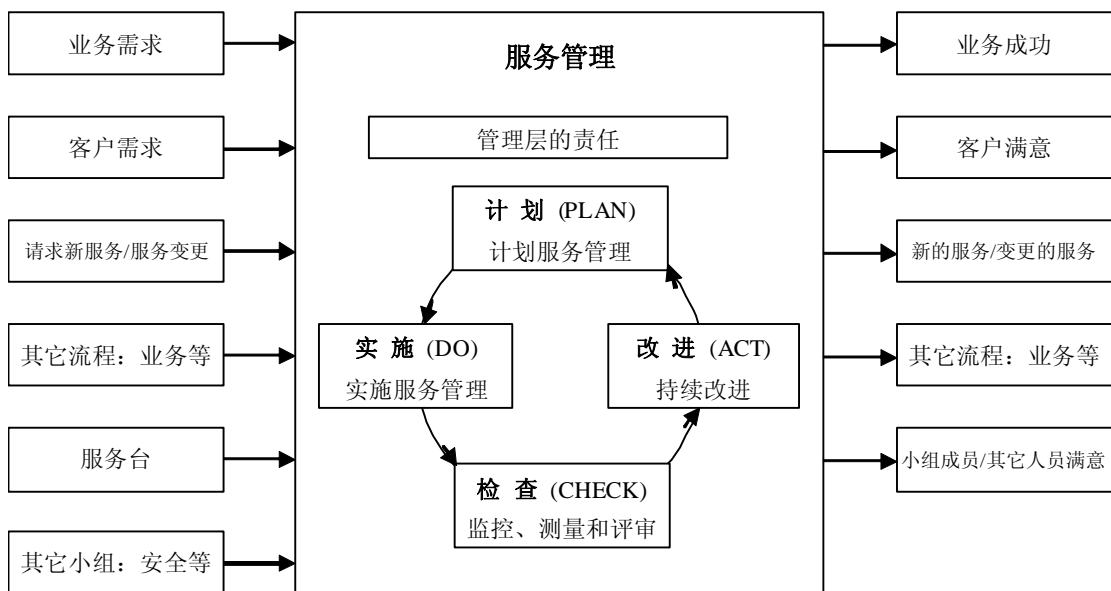 业务需求
客户需求
请求新服务/服务变更
其它流程：业务等
服务台
其它小组：安全等
服务管理
管理层的责任
计 划 (PLAN)
计划服务管理
实 施 (DO)
实施服务管理
改 进 (ACT)
持续改进
检 查 (CHECK)
监控、测量和评审
业务成功
客户满意
新的服务/变更的服务
其它流程：业务等
小组成员/其它人员满意